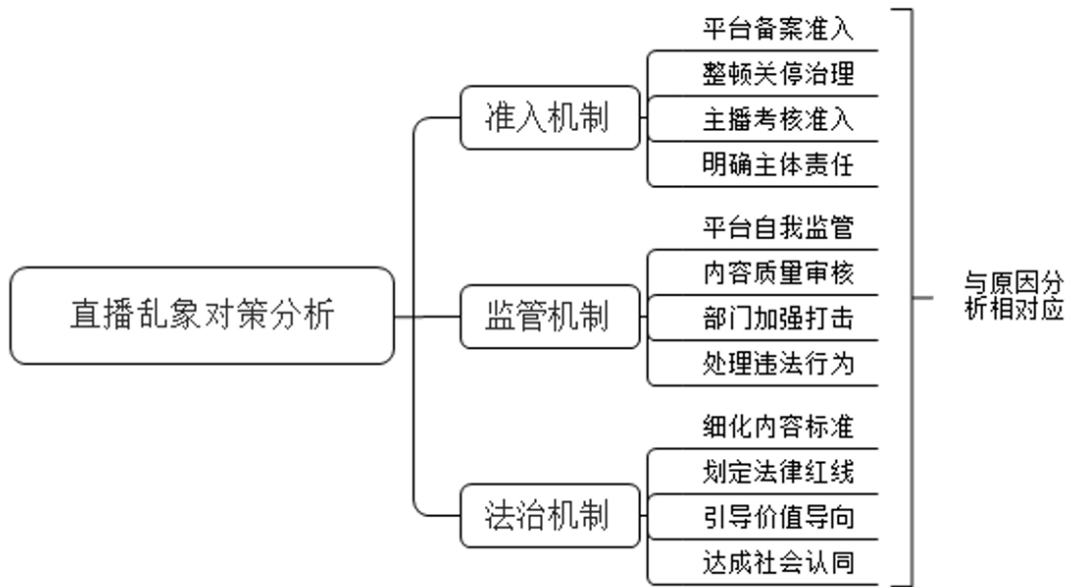 直播乱象对策分析
准入机制
平台备案准入
整顿关停治理
主播考核准入
明确主体责任
监管机制
平台自我监管
内容质量审核
部门加强打击
处理违法行为
法治机制
细化内容标准
划定法律红线
引导价值导向
达成社会认同
与原因分
析相对应